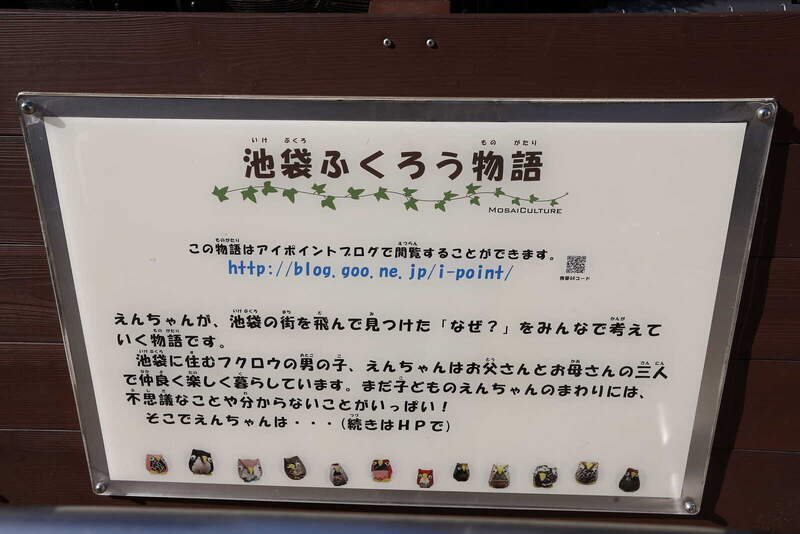 池袋ふくろう物語
MOSAICULTURE
この物語はアイポイントブログで閲覧することができます。
http://blog.goo.ne.jp/i-point/
携帯QRコード
えんちゃんが、池袋の街を飛んで見つけた「なぜ?」をみんなで考えて
いく物語です。
池袋に住むフクロウの男の子、えんちゃんはお父さんとお母さんの三人
で仲良く楽しく暮らしています。まだ子どものえんちゃんのまわりには、
不思議なことや分からないことがいっぱい!
そこでえんちゃんは・・・(続きはHPで)